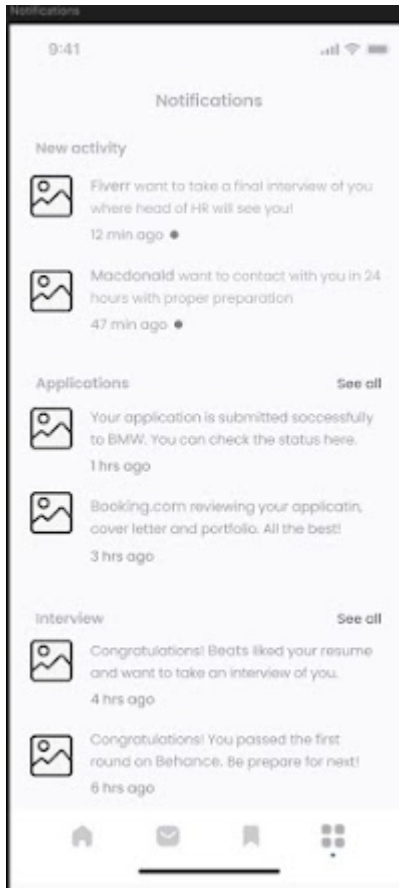 Notifications
9:41
Notifications
New activity
Fiverr want to take a final interview of you
where head of HR will see you!
12 min ago
Macdonald want to contact with you in 24
hours with proper preparation
47 min ago
Applications See all
Your application is submitted soccessfully
to BMW. You can check the status here.
1 hrs ago
Booking.com reviewing your applicatin,
cover letter and portfolio. All the best!
3 hrs ago
Interview See all
Congratulations! Beats liked your resume
and want to take an interview of you.
4 hrs ago
Congratulations! You passed the first
round on Behance. Be prepare for next!
6 hrs ago